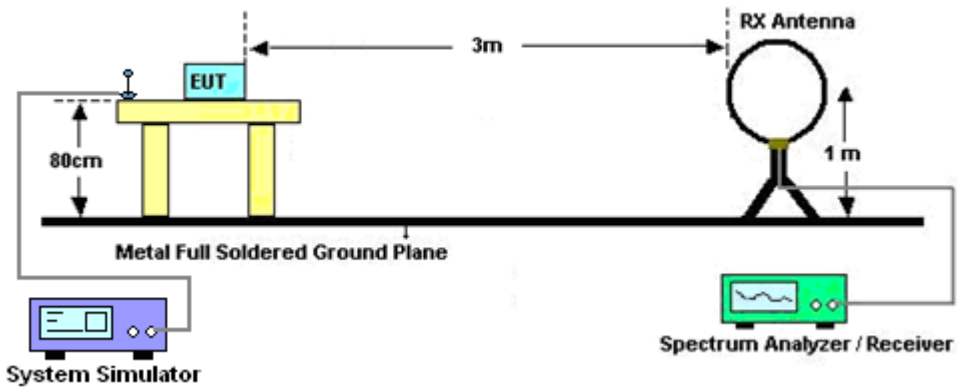 RX Antenna
3m
EUT
80cm
1 m
Metal Full Soldered Ground Plane
Spectrum Analyzer / Receiver
System Simulator